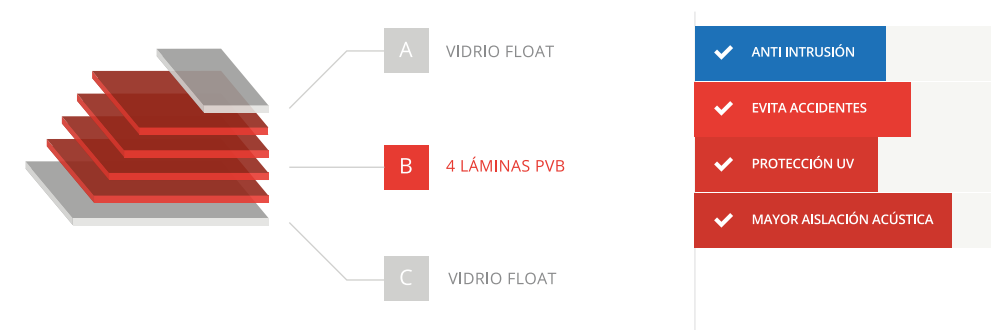 A
VIDRIO FLOAT
B
4 LÁMINAS PVB
C
VIDRIO FLOAT
ANTI INTRUSIÓN
EVITA ACCIDENTES
PROTECCIÓN UV
MAYOR AISLACIÓN ACÚSTICA